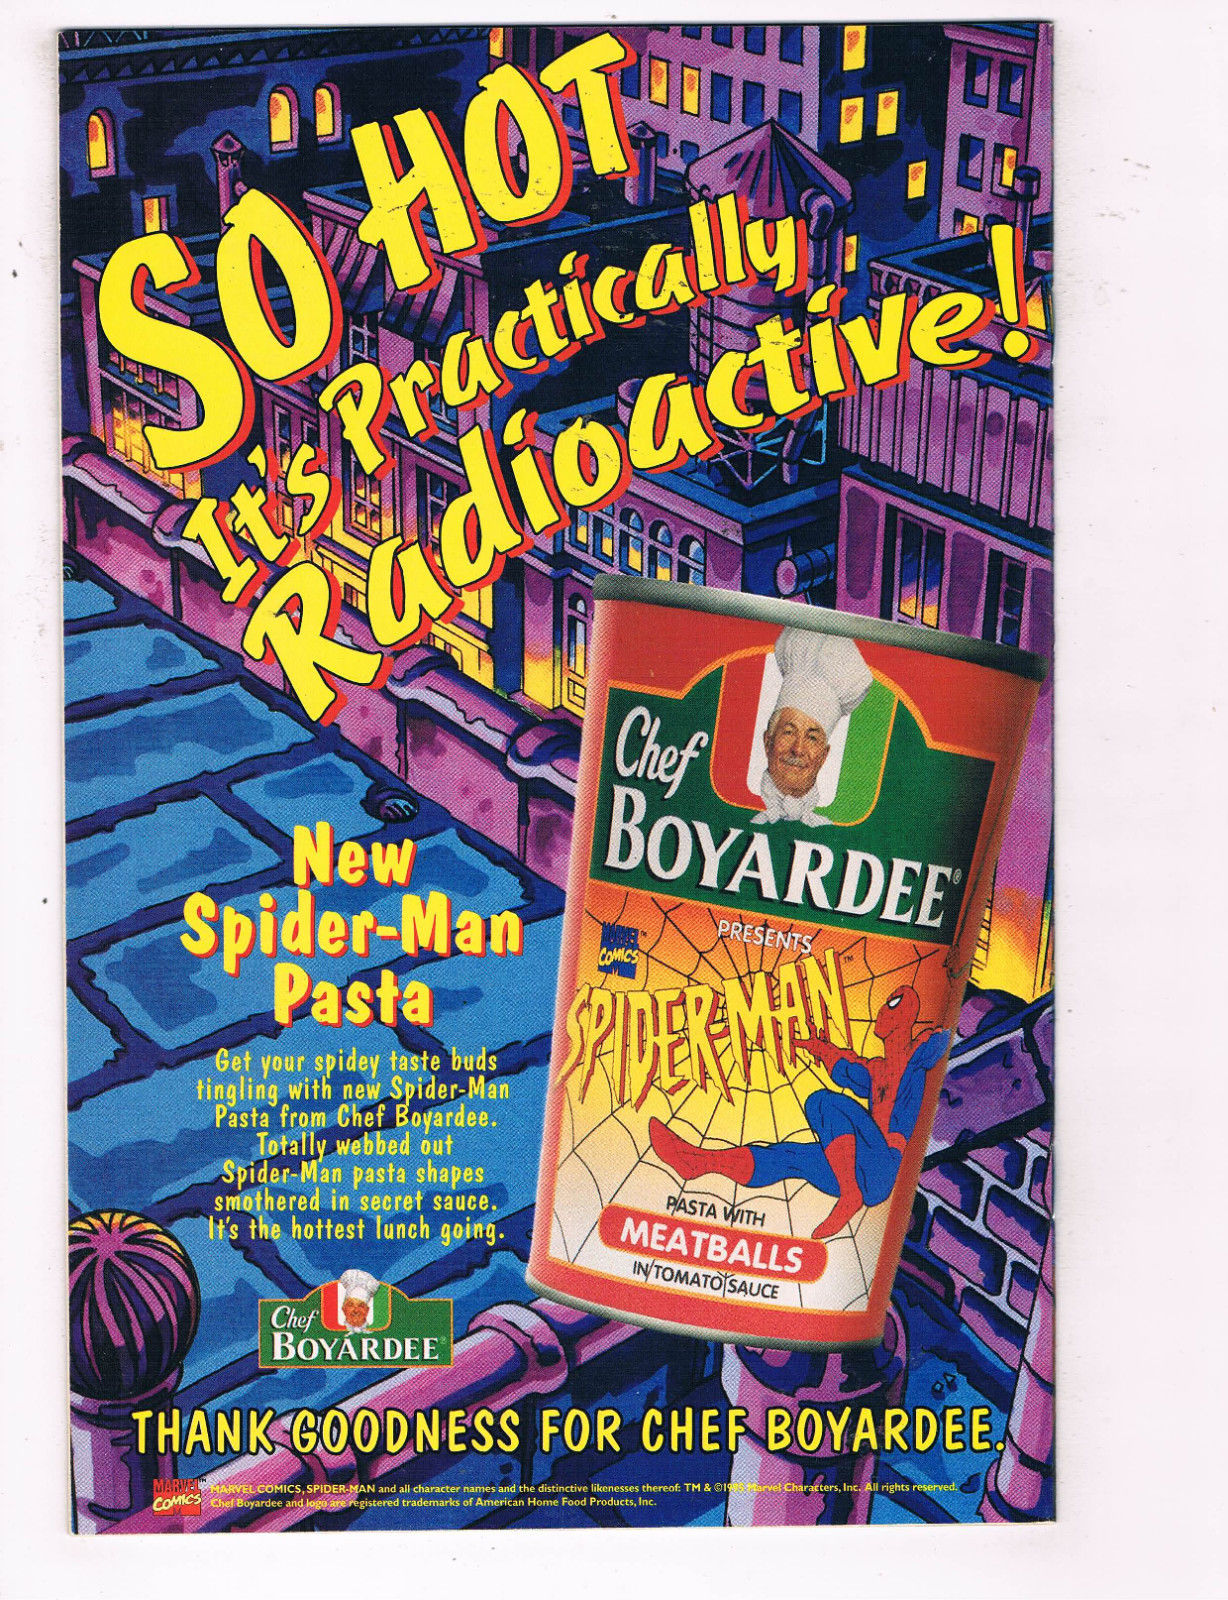 SO HOT
It's Practically
Radioactive!
Chef
BOYARDEE®
PRESENTS
MARVEL™
COMICS
SPIDER-MAN™
PASTA WITH
MEATBALLS
IN TOMATO SAUCE
New
Spider-Man
Pasta
Get your spidey taste buds
tingling with new Spider-Man
Pasta from Chef Boyardee.
Totally webbed out
Spider-Man pasta shapes
smothered in secret sauce.
It's the hottest lunch going.
Chef
BOYARDEE®
THANK GOODNESS FOR CHEF BOYARDEE.
MARVEL™
COMICS
MARVEL COMICS, SPIDER-MAN and all character names and the distinctive likenesses thereof: TM & ©1995 Marvel Characters, Inc. All rights reserved.
Chef Boyardee and logo are registered trademarks of American Home Food Products, Inc.